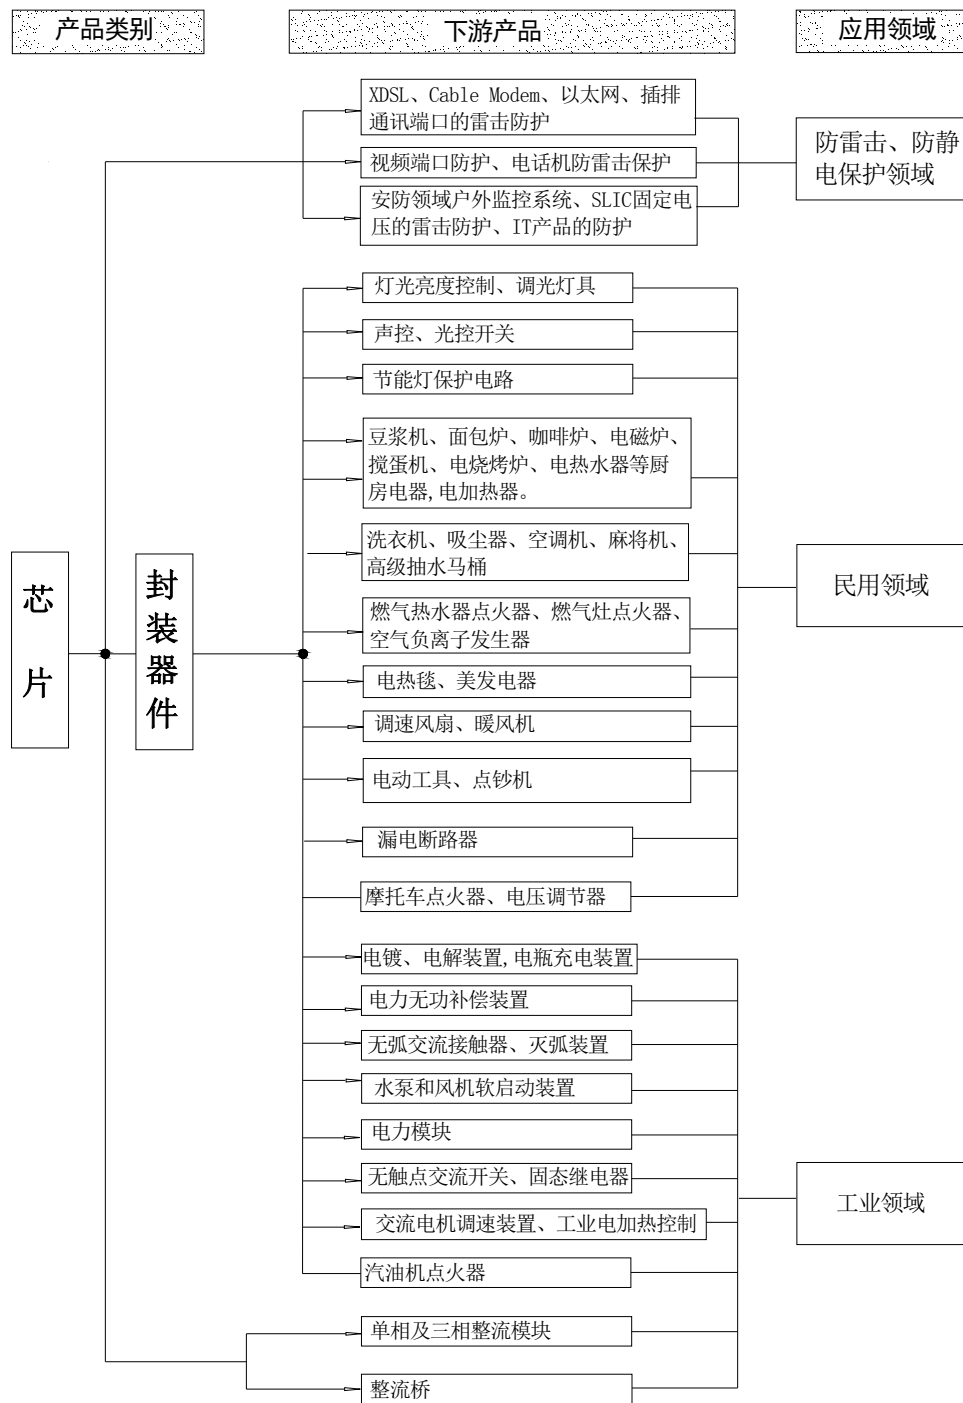 产品类别
下游产品
应用领域
XDSL、Cable Modem、以太网、插排
通讯端口的雷击防护
视频端口防护、电话机防雷击保护
安防领域户外监控系统、SLIC固定电
压的雷击防护、IT产品的防护
防雷击、防静
电保护领域
灯光亮度控制、调光灯具
声控、光控开关
节能灯保护电路
豆浆机、面包炉、咖啡炉、电磁炉、
搅蛋机、电烧烤炉、电热水器等厨
房电器,电加热器。
洗衣机、吸尘器、空调机、麻将机、
高级抽水马桶
燃气热水器点火器、燃气灶点火器、
空气负离子发生器
电热毯、美发电器
调速风扇、暖风机
电动工具、点钞机
漏电断路器
摩托车点火器、电压调节器
民用领域
芯片
封装器件
电镀、电解装置,电瓶充电装置
电力无功补偿装置
无弧交流接触器、灭弧装置
水泵和风机软启动装置
电力模块
无触点交流开关、固态继电器
交流电机调速装置、工业电加热控制
汽油机点火器
单相及三相整流模块
整流桥
工业领域